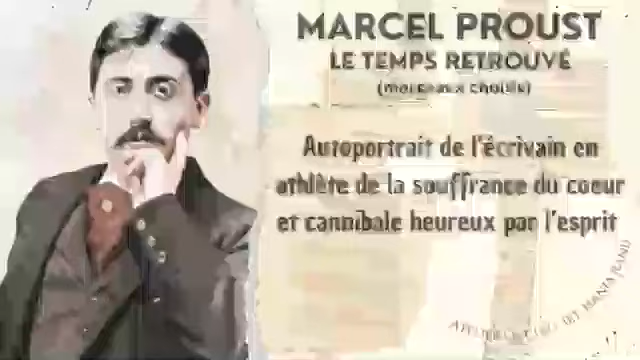 MARCEL PROUST
LE TEMPS RETROUVÉ
(morceaux choisis)
Autoportrait de l'écrivain en
athlète de la souffrance du coeur
et cannibale heureux par l'esprit
ATELIER